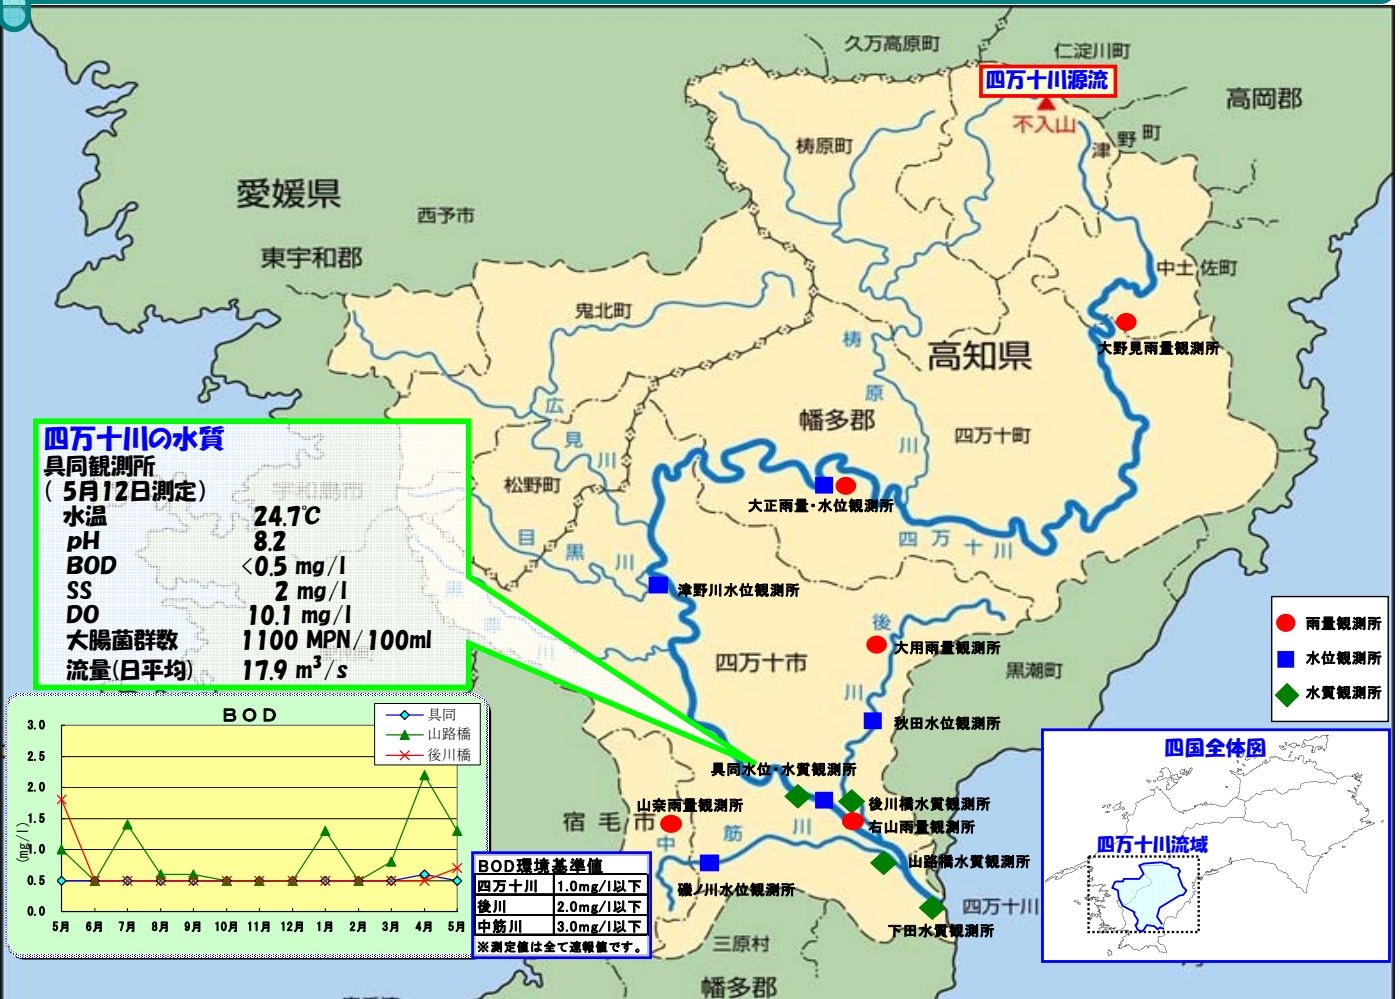 久万高原町
仁淀川町
四万十川源流
高岡郡
不入山
津野町
梼原町
愛媛県
西予市
東宇和郡
中土佐町
鬼北町
大野見雨量観測所
梼原川
高知県
広見川
幡多郡
四万十町
四万十川の水質
具同観測所
( 5月12日測定)
水温 24.7℃
pH 8.2
BOD <0.5 mg/l
SS 2 mg/l
DO 10.1 mg/l
大腸菌群数 1100 MPN/100ml
流量(日平均) 17.9 m³/s
宇和島市
松野町
大正雨量・水位観測所
四万十川
目黒川
津野川水位観測所
後川
大用雨量観測所
四万十市
黒潮町
雨量観測所
水位観測所
水質観測所
秋田水位観測所
BOD
具同
山路橋
後川橋
(mg/l)
3.0
2.5
2.0
1.5
1.0
0.5
0.0
5月 6月 7月 8月 9月 10月 11月 12月 1月 2月 3月 4月 5月
具同水位・水質観測所
山奈雨量観測所
後川橋水質観測所
宿毛市
右山雨量観測所
中筋川
山路橋水質観測所
磯ノ川水位観測所
BOD環境基準値
四万十川 1.0mg/l以下
後川 2.0mg/l以下
中筋川 3.0mg/l以下
※測定値は全て速報値です。
四万十川
下田水質観測所
三原村
幡多郡
四国全体図
四万十川流域